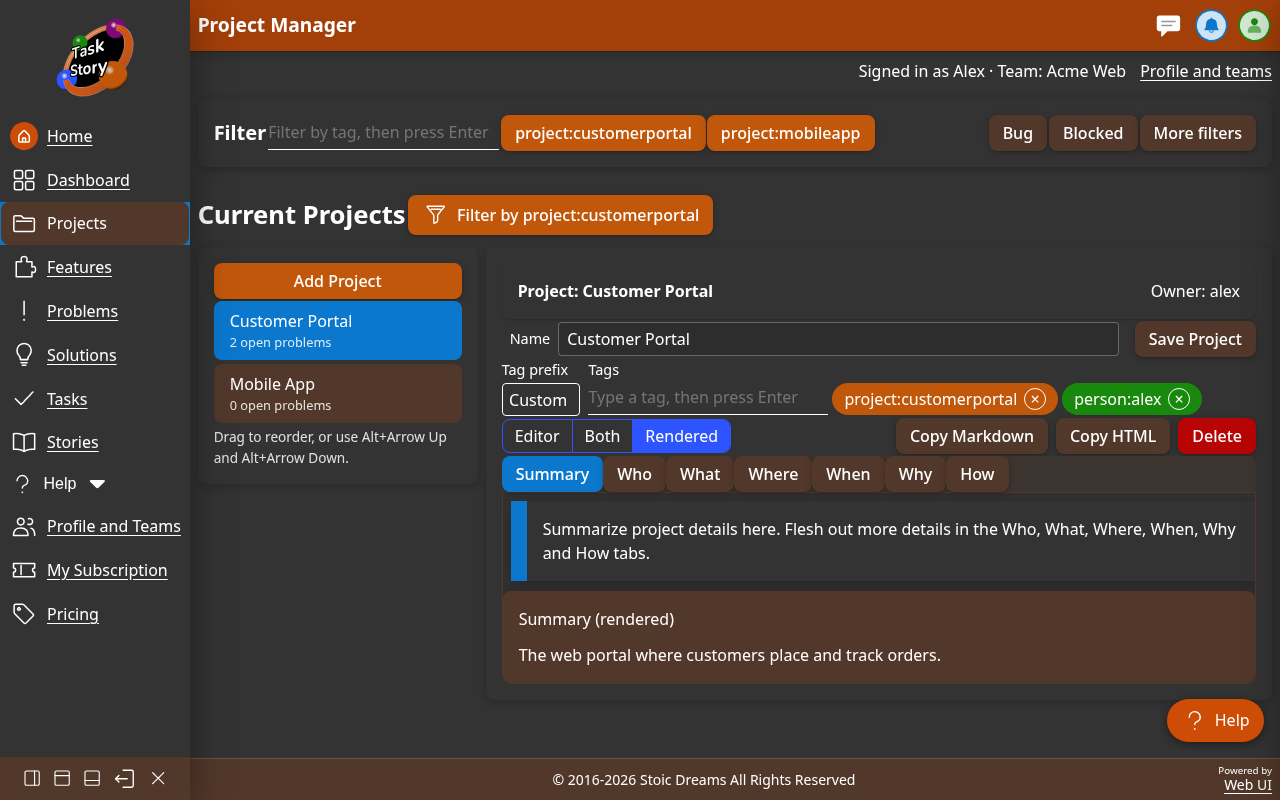 Task
Story
Home
Dashboard
Projects
Features
Problems
Solutions
Tasks
Stories
Help
Profile and Teams
My Subscription
Pricing
Project Manager
Signed in as Alex · Team: Acme Web Profile and teams
Filter Filter by tag, then press Enter project:customerportal project:mobileapp Bug Blocked More filters
Current Projects Filter by project:customerportal
Add Project
Customer Portal
2 open problems
Mobile App
0 open problems
Drag to reorder, or use Alt+Arrow Up
and Alt+Arrow Down.
Project: Customer Portal Owner: alex
Name Customer Portal Save Project
Tag prefix Tags
Custom Type a tag, then press Enter project:customerportal person:alex
Editor Both Rendered Copy Markdown Copy HTML Delete
Summary Who What Where When Why How
Summarize project details here. Flesh out more details in the Who, What, Where, When, Why
and How tabs.
Summary (rendered)
The web portal where customers place and track orders.
Help
© 2016-2026 Stoic Dreams All Rights Reserved
Powered by
Web UI